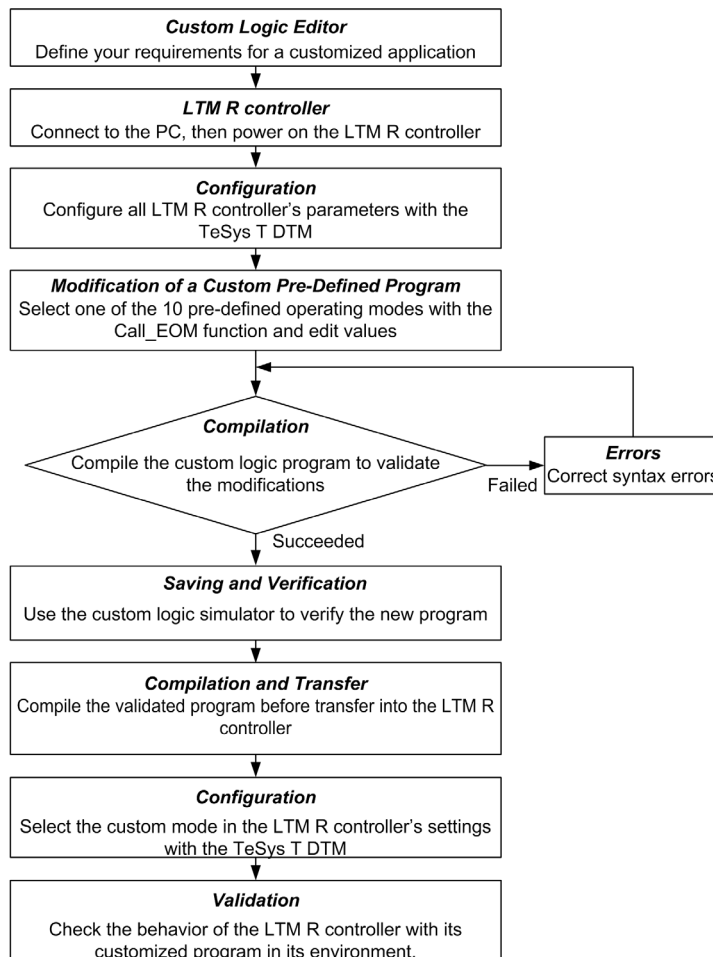 Custom Logic Editor
Define your requirements for a customized application
LTM R controller
Connect to the PC, then power on the LTM R controller
Configuration
Configure all LTM R controller's parameters with the
TeSys T DTM
Modification of a Custom Pre-Defined Program
Select one of the 10 pre-defined operating modes with the
Call_EOM function and edit values
Compilation
Compile the custom logic program to validate
the modifications
Failed
Errors
Correct syntax errors
Succeeded
Saving and Verification
Use the custom logic simulator to verify the new program
Compilation and Transfer
Compile the validated program before transfer into the LTM R
controller
Configuration
Select the custom mode in the LTM R controller's settings
with the TeSys T DTM
Validation
Check the behavior of the LTM R controller with its
customized program in its environment.